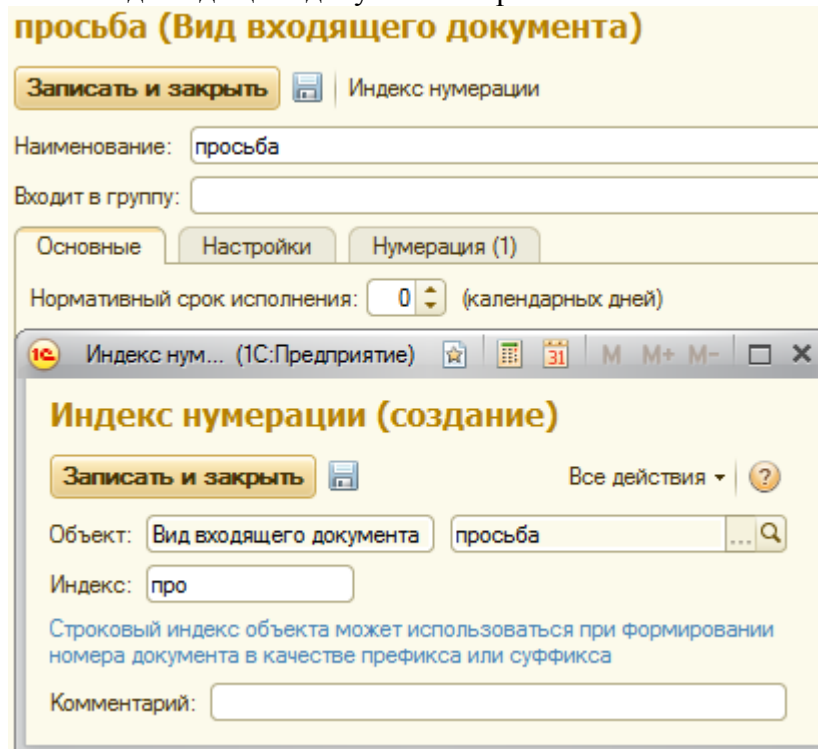 просьба (Вид входящего документа)
Записать и закрыть Индекс нумерации
Наименование: просьба
Входит в группу:
Основные Настройки Нумерация (1)
Нормативный срок исполнения: 0 (календарных дней)
1С Индекс нум... (1С:Предприятие) 31 M M+ M-
Индекс нумерации (создание)
Записать и закрыть Все действия ?
Объект: Вид входящего документа просьба ...
Индекс: про
Строковый индекс объекта может использоваться при формировании
номера документа в качестве префикса или суффикса
Комментарий: